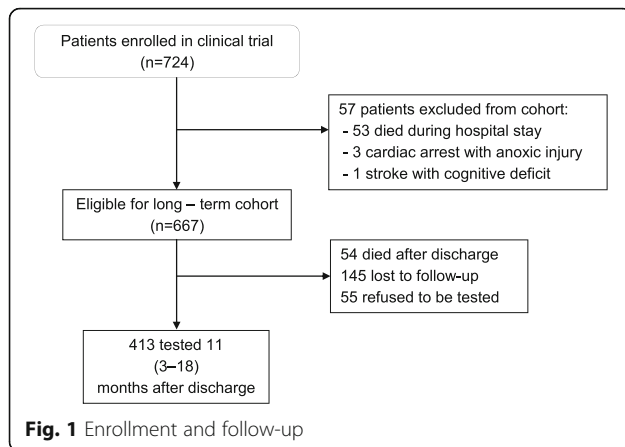 Patients enrolled in clinical trial
(n=724)
57 patients excluded from cohort:
- 53 died during hospital stay
- 3 cardiac arrest with anoxic injury
- 1 stroke with cognitive deficit
Eligible for long – term cohort
(n=667)
54 died after discharge
145 lost to follow-up
55 refused to be tested
413 tested 11
(3–18)
months after discharge
Fig. 1 Enrollment and follow-up